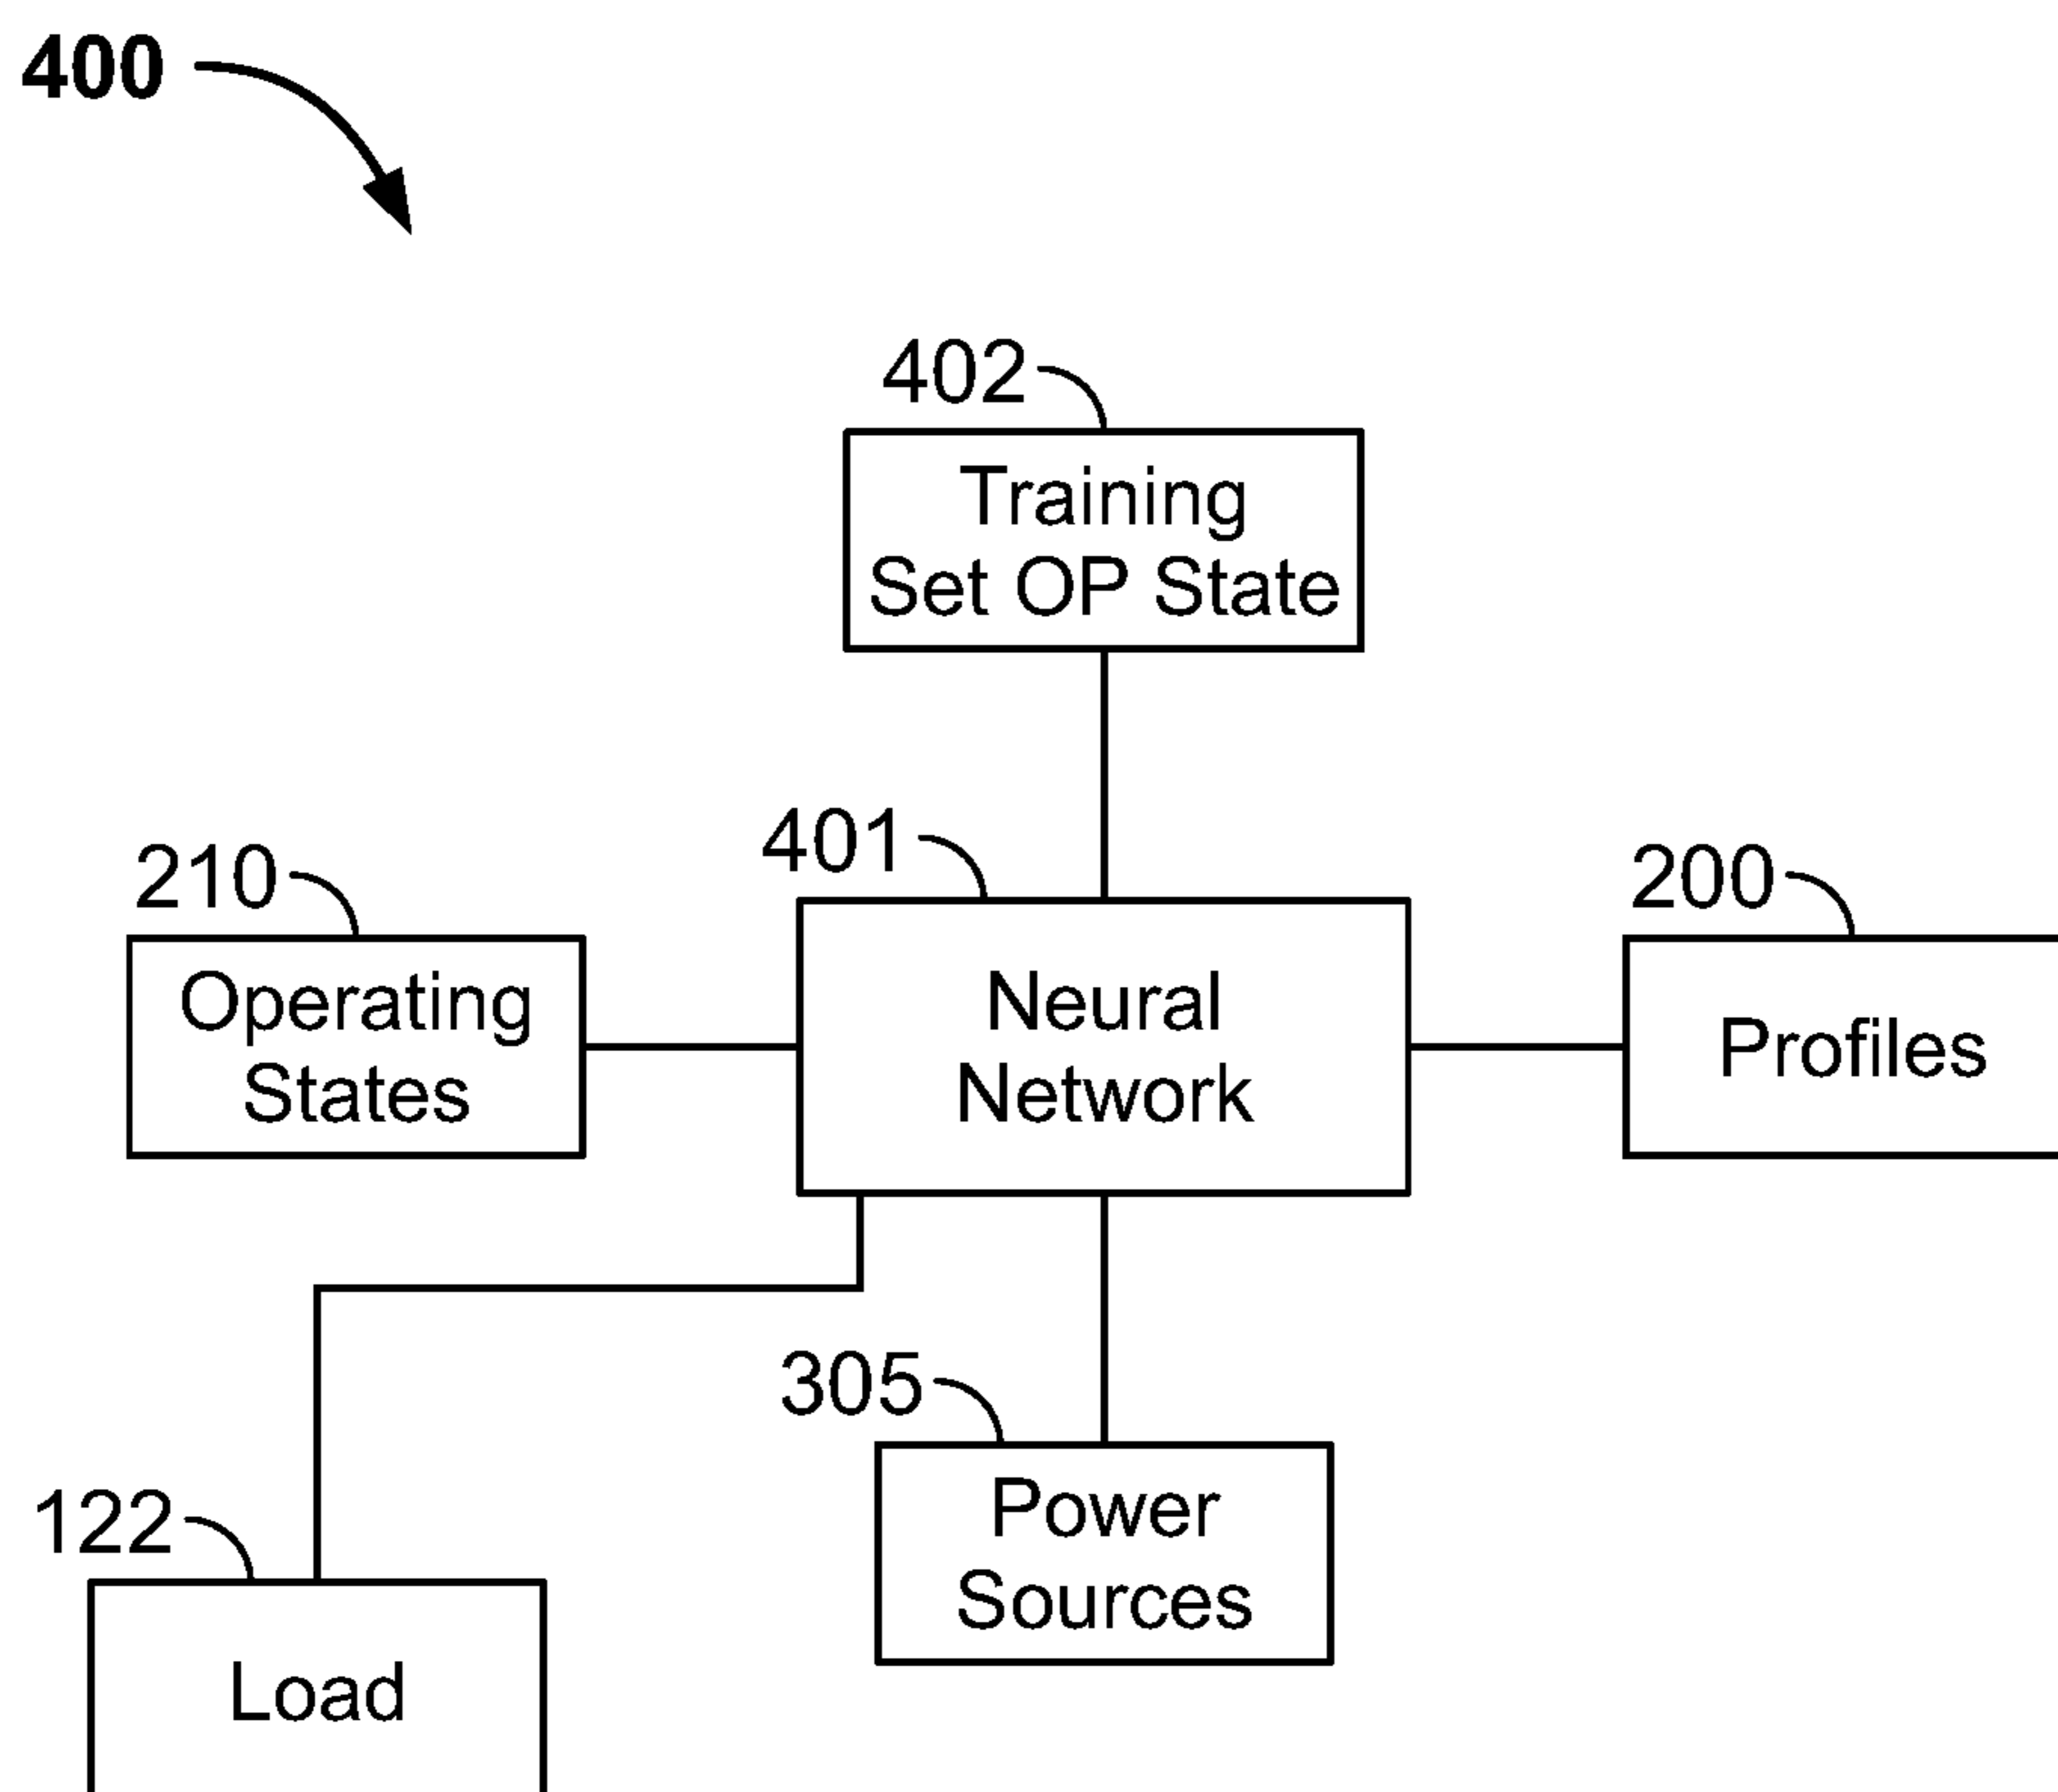 400
402
Training
Set OP State
401
210
200
Operating
States
Neural
Network
Profiles
305
Power
Sources
122
Load